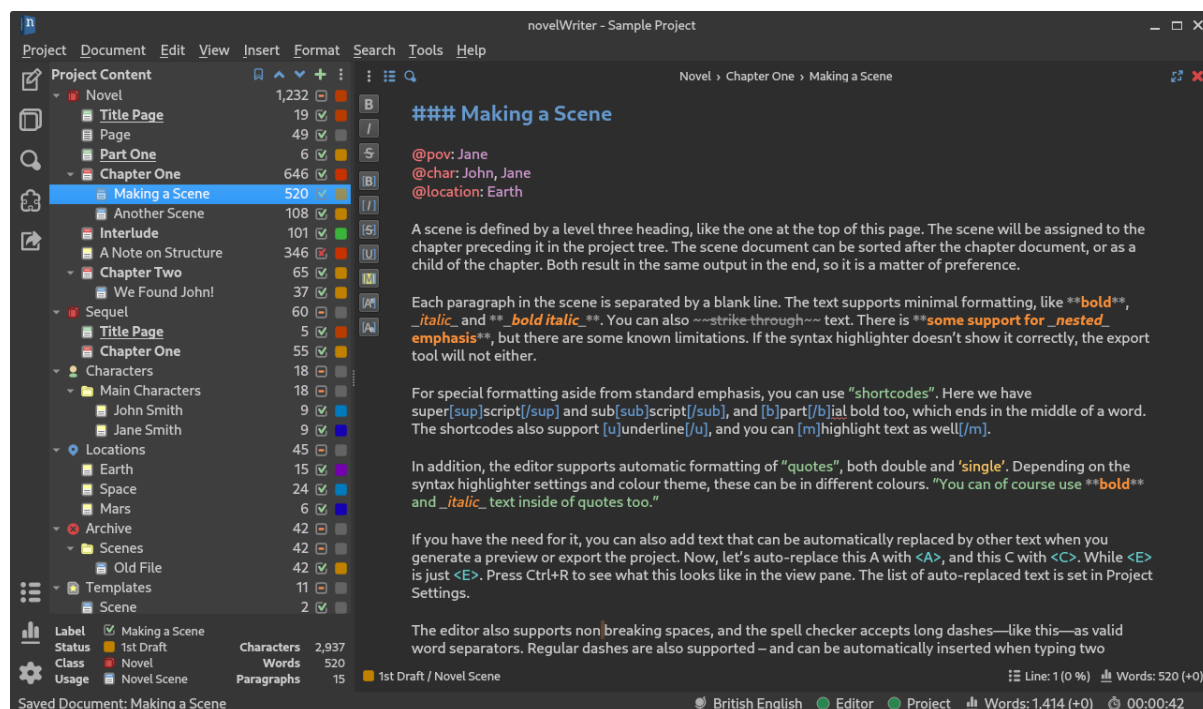 novelWriter - Sample Project
Project Document Edit View Insert Format Search Tools Help
Project Content
Novel 1,232
Title Page 19
Page 49
Part One 6
Chapter One 646
Making a Scene 520
Another Scene 108
Interlude 101
A Note on Structure 346
Chapter Two 65
We Found John! 37
Sequel 60
Title Page 5
Chapter One 55
Characters 18
Main Characters 18
John Smith 9
Jane Smith 9
Locations 45
Earth 15
Space 24
Mars 6
Archive 42
Scenes 42
Old File 42
Templates 11
Scene 2
Label Making a Scene
Status 1st Draft Characters 2,937
Class Novel Words 520
Usage Novel Scene Paragraphs 15
Novel › Chapter One › Making a Scene
B
I
S
[B]
[I]
[S]
[U]
[M]
### Making a Scene
@pov: Jane
@char: John, Jane
@location: Earth
A scene is defined by a level three heading, like the one at the top of this page. The scene will be assigned to the
chapter preceding it in the project tree. The scene document can be sorted after the chapter document, or as a
child of the chapter. Both result in the same output in the end, so it is a matter of preference.
Each paragraph in the scene is separated by a blank line. The text supports minimal formatting, like **bold**,
_italic_ and **_bold italic_**. You can also ~~strike through~~ text. There is **some support for _nested_
emphasis**, but there are some known limitations. If the syntax highlighter doesn’t show it correctly, the export
tool will not either.
For special formatting aside from standard emphasis, you can use “shortcodes”. Here we have
super[sup]script[/sup] and sub[sub]script[/sub], and [b]part[/b]ial bold too, which ends in the middle of a word.
The shortcodes also support [u]underline[/u], and you can [m]highlight text as well[/m].
In addition, the editor supports automatic formatting of “quotes”, both double and ‘single’. Depending on the
syntax highlighter settings and colour theme, these can be in different colours. “You can of course use **bold**
and _italic_ text inside of quotes too.”
If you have the need for it, you can also add text that can be automatically replaced by other text when you
generate a preview or export the project. Now, let’s auto-replace this A with <A>, and this C with <C>. While <E>
is just <E>. Press Ctrl+R to see what this looks like in the view pane. The list of auto-replaced text is set in Project
Settings.
The editor also supports non breaking spaces, and the spell checker accepts long dashes—like this—as valid
word separators. Regular dashes are also supported – and can be automatically inserted when typing two
1st Draft / Novel Scene Line: 1 (0 %) Words: 520 (+0)
Saved Document: Making a Scene British English Editor Project Words: 1,414 (+0) 00:00:42